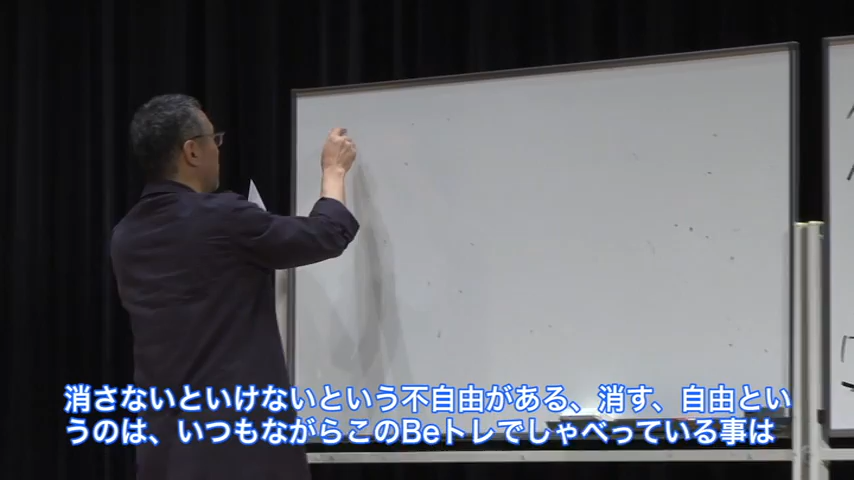 消さないといけないという不自由がある、消す、自由とい
うのは、いつもながらこのBeトレでしゃべっている事は